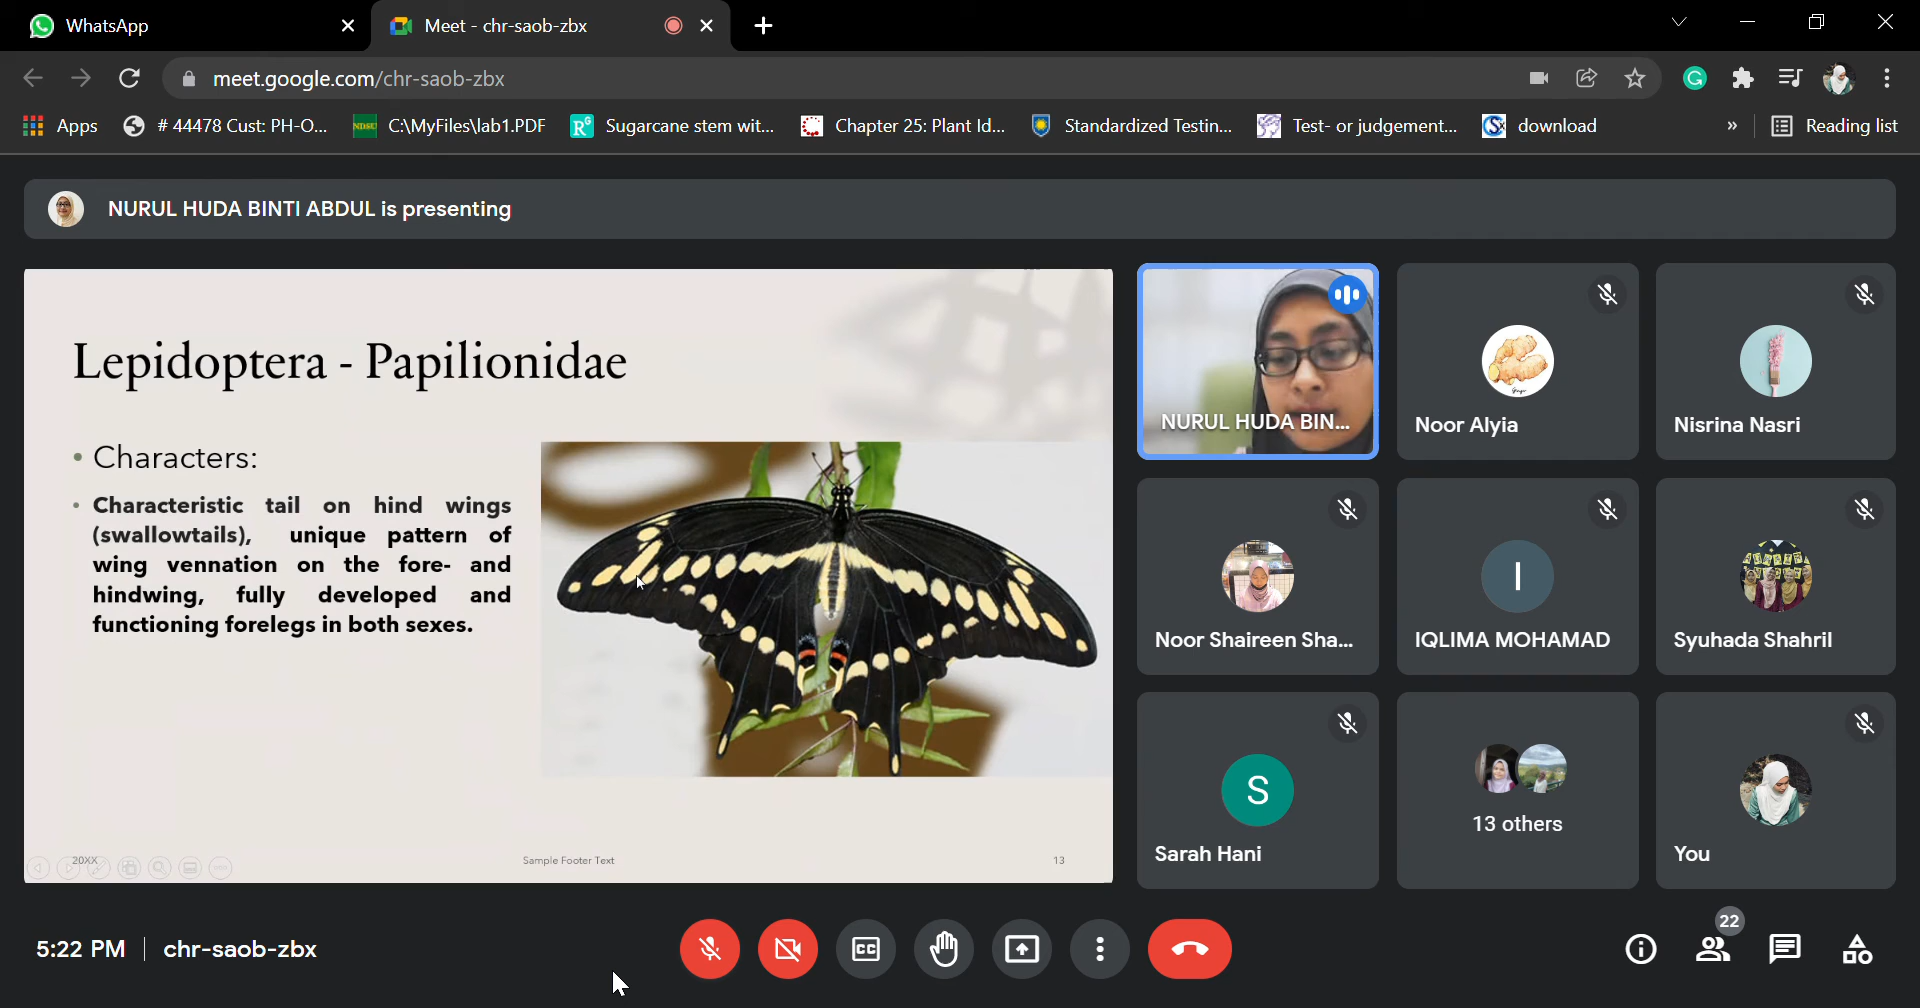 WhatsApp
Meet - chr-saob-zbx
meet.google.com/chr-saob-zbx
Apps
# 44478 Cust: PH-O...
NDSU
C:\MyFiles\lab1.PDF
Sugarcane stem wit...
Chapter 25: Plant Id...
Standardized Testin...
Test- or judgement...
download
»
Reading list
NURUL HUDA BINTI ABDUL is presenting
Lepidoptera - Papilionidae
• Characters:
• Characteristic tail on hind wings
(swallowtails), unique pattern of
wing vennation on the fore- and
hindwing, fully developed and
functioning forelegs in both sexes.
20XX
Sample Footer Text
13
NURUL HUDA BIN...
Noor Alyia
Nisrina Nasri
Noor Shaireen Sha...
I
IQLIMA MOHAMAD
Syuhada Shahril
S
Sarah Hani
13 others
You
5:22 PM
chr-saob-zbx
CC
22